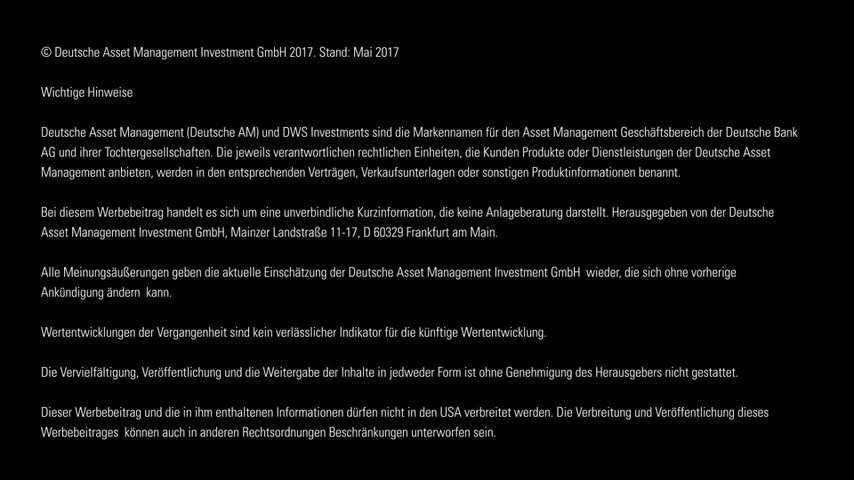 © Deutsche Asset Management Investment GmbH 2017. Stand: Mai 2017
Wichtige Hinweise
Deutsche Asset Management (Deutsche AM) und DWS Investments sind die Markennamen für den Asset Management Geschäftsbereich der Deutsche Bank
AG und ihrer Tochtergesellschaften. Die jeweils verantwortlichen rechtlichen Einheiten, die Kunden Produkte oder Dienstleistungen der Deutsche Asset
Management anbieten, werden in den entsprechenden Verträgen, Verkaufsunterlagen oder sonstigen Produktinformationen benannt.
Bei diesem Werbebeitrag handelt es sich um eine unverbindliche Kurzinformation, die keine Anlageberatung darstellt. Herausgegeben von der Deutsche
Asset Management Investment GmbH, Mainzer Landstraße 11-17, D 60329 Frankfurt am Main.
Alle Meinungsäußerungen geben die aktuelle Einschätzung der Deutsche Asset Management Investment GmbH wieder, die sich ohne vorherige
Ankündigung ändern kann.
Wertentwicklungen der Vergangenheit sind kein verlässlicher Indikator für die künftige Wertentwicklung.
Die Vervielfältigung, Veröffentlichung und die Weitergabe der Inhalte in jedweder Form ist ohne Genehmigung des Herausgebers nicht gestattet.
Dieser Werbebeitrag und die in ihm enthaltenen Informationen dürfen nicht in den USA verbreitet werden. Die Verbreitung und Veröffentlichung dieses
Werbebeitrages können auch in anderen Rechtsordnungen Beschränkungen unterworfen sein.